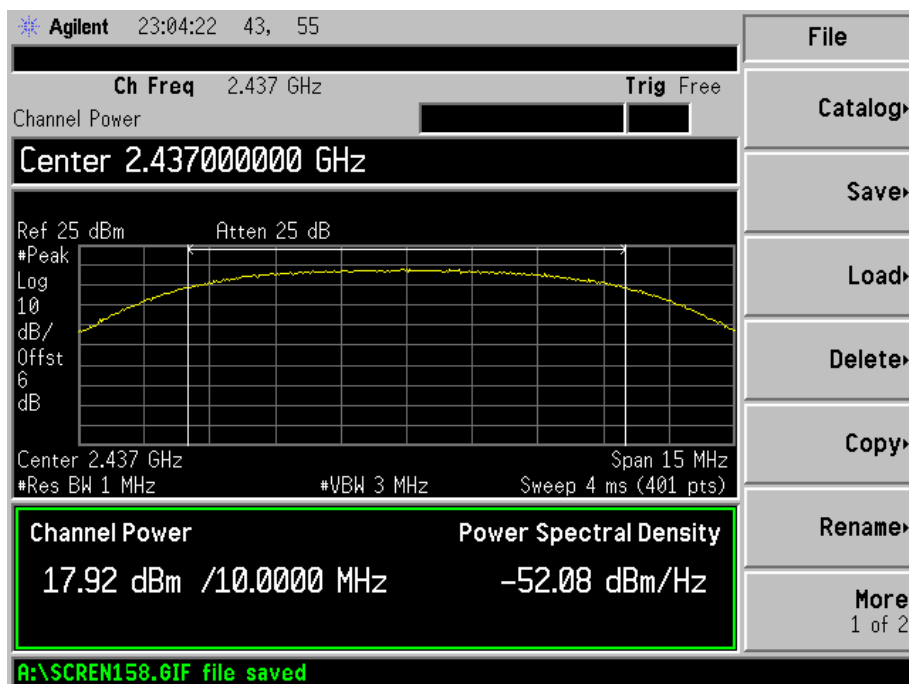 Agilent 23:04:22 43, 55
Ch Freq 2.437 GHz Trig Free
Channel Power
Center 2.437000000 GHz
Ref 25 dBm Atten 25 dB
#Peak
Log
10
dB/
Offst
6
dB
Center 2.437 GHz Span 15 MHz
#Res BW 1 MHz #VBW 3 MHz Sweep 4 ms (401 pts)
Channel Power Power Spectral Density
17.92 dBm /10.0000 MHz -52.08 dBm/Hz
A:\SCREN158.GIF file saved
File
Catalog
Save
Load
Delete
Copy
Rename
More
1 of 2